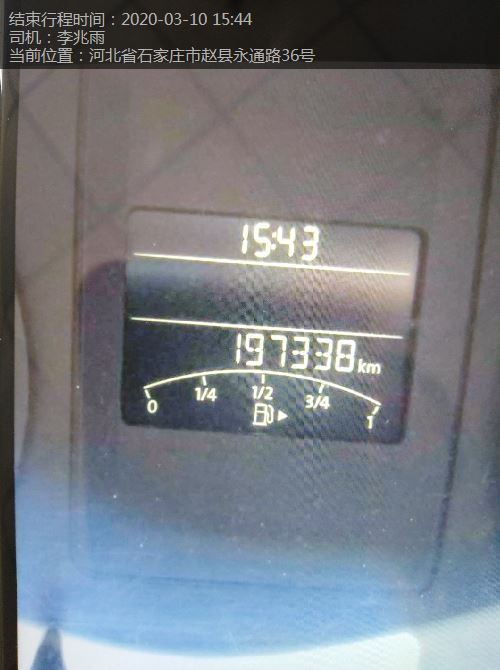 结束行程时间：2020-03-10 15:44
司机：李兆雨
当前位置：河北省石家庄市赵县永通路36号
15:43
197338 km
0 1/4 1/2 3/4 1